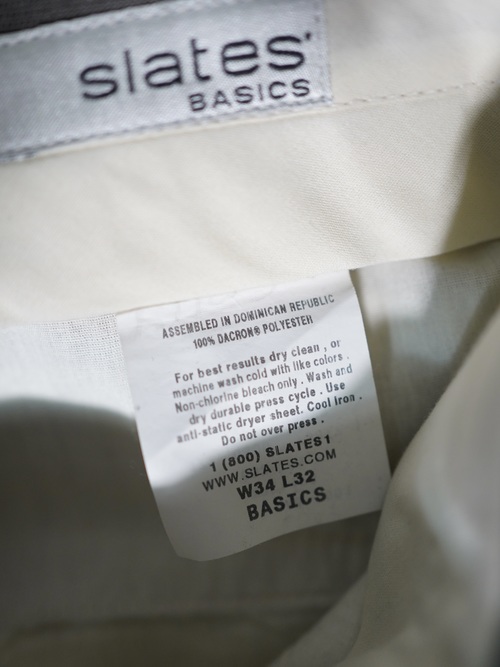 slates
BASICS
ASSEMBLED IN DOMINICAN REPUBLIC
100% DACRON® POLYESTER
For best results dry clean , or
machine wash cold with like colors .
Non-chlorine bleach only . Wash and
dry durable press cycle . Use
anti-static dryer sheet. Cool Iron .
Do not over press .
1 (800) SLATES1
WWW.SLATES.COM
W34 L32
BASICS